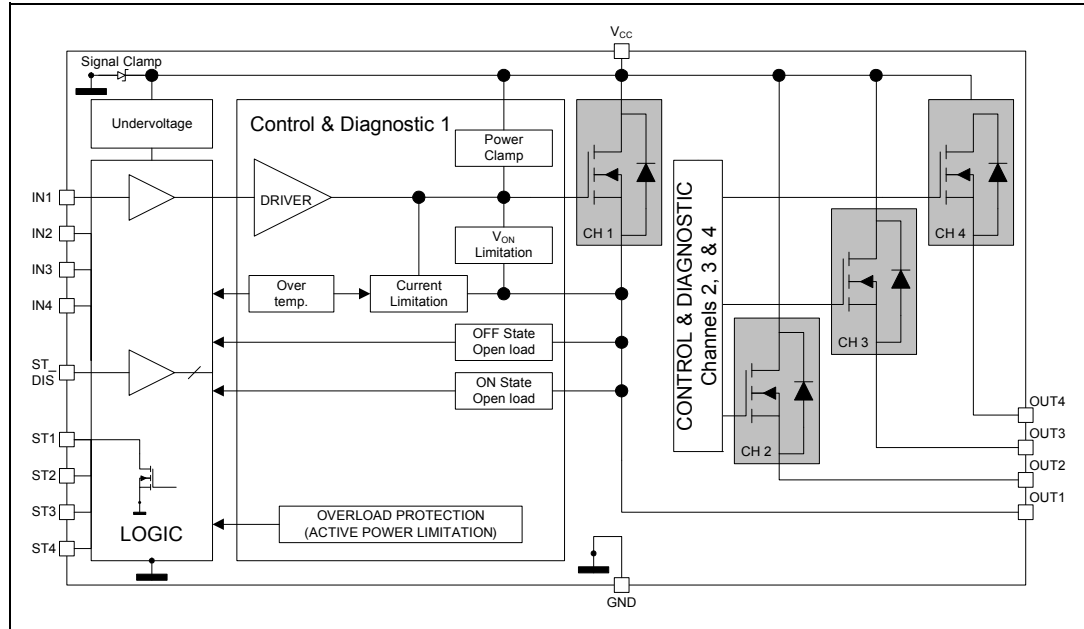 VCC
Signal Clamp
Undervoltage
Control & Diagnostic 1
Power
Clamp
DRIVER
IN1
IN2
IN3
IN4
VON
Limitation
Over
temp.
Current
Limitation
OFF State
Open load
ON State
Open load
ST_
DIS
ST1
ST2
ST3
ST4
LOGIC
OVERLOAD PROTECTION
(ACTIVE POWER LIMITATION)
CH 1
CONTROL & DIAGNOSTIC
Channels 2, 3 & 4
CH 4
CH 3
CH 2
OUT4
OUT3
OUT2
OUT1
GND